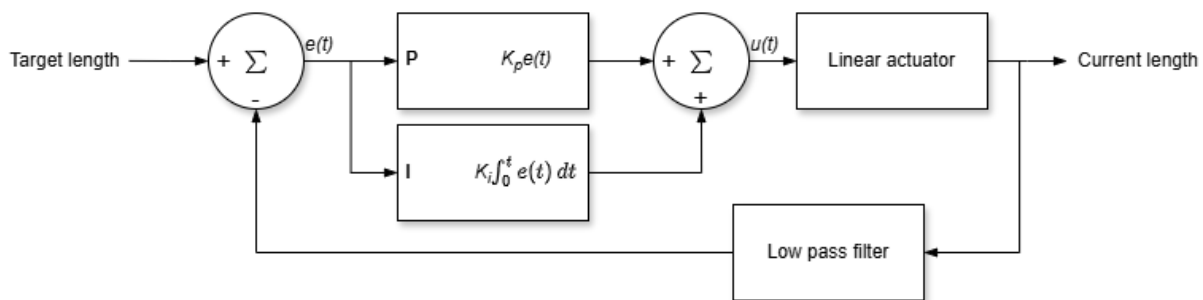 Target length
+ Σ
-
e(t)
P K_p e(t)
I K_i ∫_0^t e(t) dt
+ Σ
+
u(t)
Linear actuator
Current length
Low pass filter